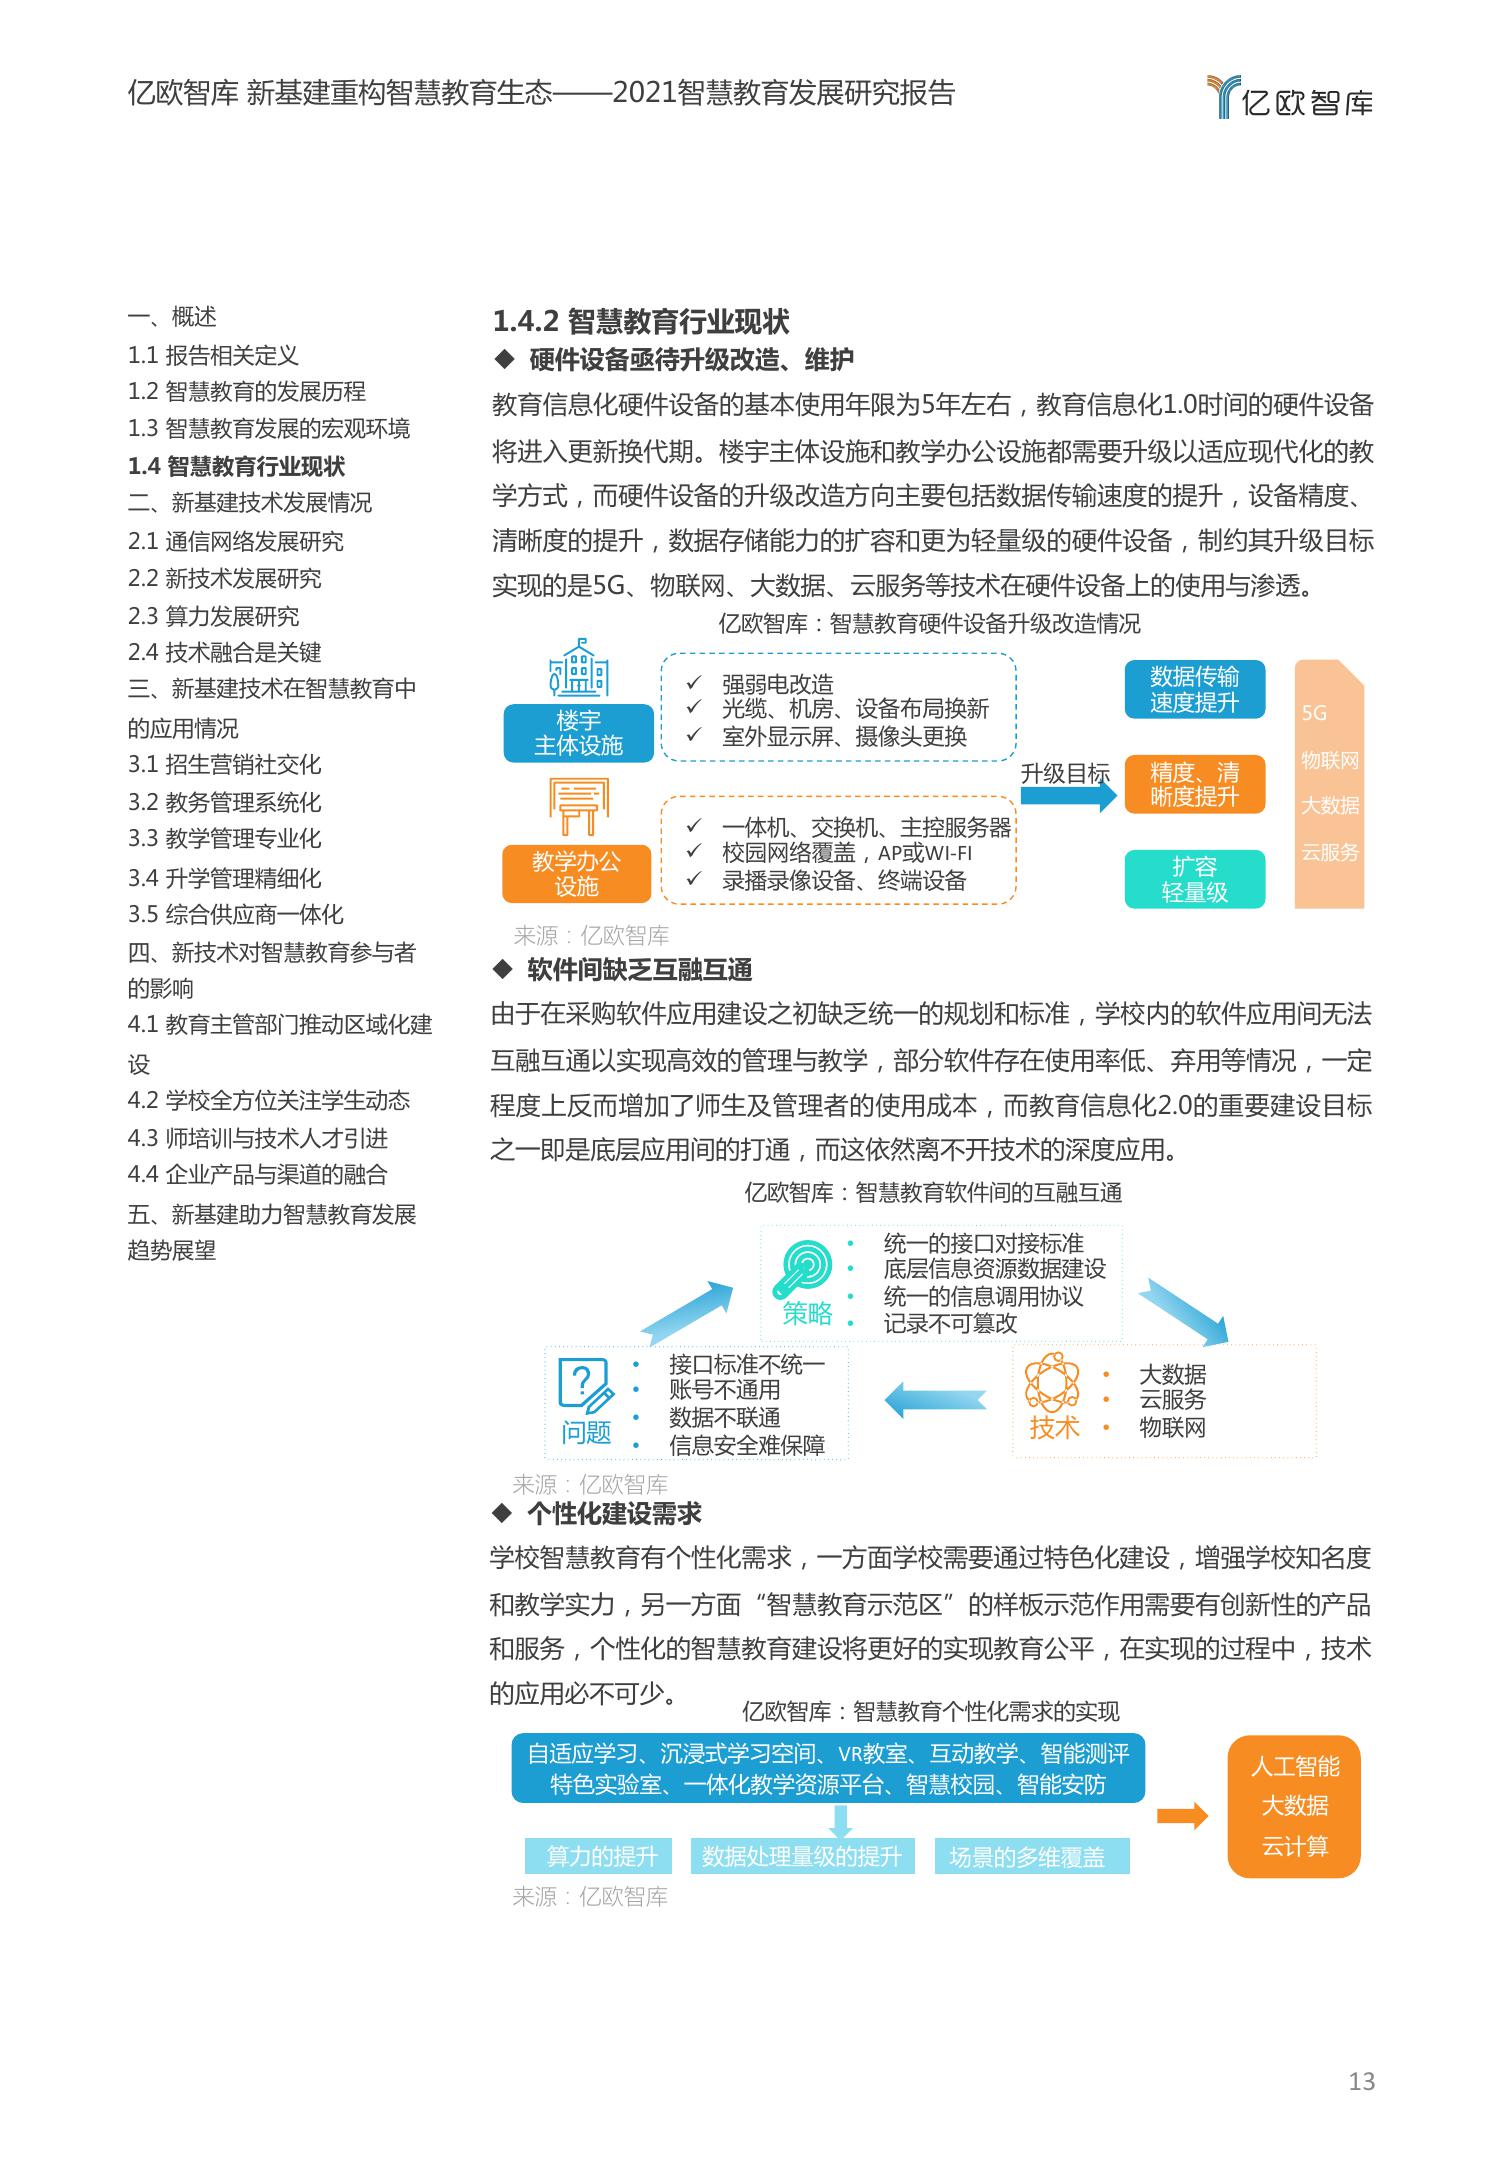 亿欧智库 新基建重构智慧教育生态——2021智慧教育发展研究报告
亿欧智库
一、概述
1.1 报告相关定义
1.2 智慧教育的发展历程
1.3 智慧教育发展的宏观环境
1.4 智慧教育行业现状
二、新基建技术发展情况
2.1 通信网络发展研究
2.2 新技术发展研究
2.3 算力发展研究
2.4 技术融合是关键
三、新基建技术在智慧教育中
的应用情况
3.1 招生营销社交化
3.2 教务管理系统化
3.3 教学管理专业化
3.4 升学管理精细化
3.5 综合供应商一体化
四、新技术对智慧教育参与者
的影响
4.1 教育主管部门推动区域化建
设
4.2 学校全方位关注学生动态
4.3 师培训与技术人才引进
4.4 企业产品与渠道的融合
五、新基建助力智慧教育发展
趋势展望
1.4.2 智慧教育行业现状
◆ 硬件设备亟待升级改造、维护
教育信息化硬件设备的基本使用年限为5年左右，教育信息化1.0时间的硬件设备
将进入更新换代期。楼宇主体设施和教学办公设施都需要升级以适应现代化的教
学方式，而硬件设备的升级改造方向主要包括数据传输速度的提升，设备精度、
清晰度的提升，数据存储能力的扩容和更为轻量级的硬件设备，制约其升级目标
实现的是5G、物联网、大数据、云服务等技术在硬件设备上的使用与渗透。
亿欧智库：智慧教育硬件设备升级改造情况
楼宇
主体设施
✓ 强弱电改造
✓ 光缆、机房、设备布局换新
✓ 室外显示屏、摄像头更换
教学办公
设施
✓ 一体机、交换机、主控服务器
✓ 校园网络覆盖，AP或WI-FI
✓ 录播录像设备、终端设备
升级目标
数据传输
速度提升
精度、清
晰度提升
扩容
轻量级
5G
物联网
大数据
云服务
来源：亿欧智库
◆ 软件间缺乏互融互通
由于在采购软件应用建设之初缺乏统一的规划和标准，学校内的软件应用间无法
互融互通以实现高效的管理与教学，部分软件存在使用率低、弃用等情况，一定
程度上反而增加了师生及管理者的使用成本，而教育信息化2.0的重要建设目标
之一即是底层应用间的打通，而这依然离不开技术的深度应用。
亿欧智库：智慧教育软件间的互融互通
策略
• 统一的接口对接标准
• 底层信息资源数据建设
• 统一的信息调用协议
• 记录不可篡改
问题
• 接口标准不统一
• 账号不通用
• 数据不联通
• 信息安全难保障
技术
• 大数据
• 云服务
• 物联网
来源：亿欧智库
◆ 个性化建设需求
学校智慧教育有个性化需求，一方面学校需要通过特色化建设，增强学校知名度
和教学实力，另一方面“智慧教育示范区”的样板示范作用需要有创新性的产品
和服务，个性化的智慧教育建设将更好的实现教育公平，在实现的过程中，技术
的应用必不可少。
亿欧智库：智慧教育个性化需求的实现
自适应学习、沉浸式学习空间、VR教室、互动教学、智能测评
特色实验室、一体化教学资源平台、智慧校园、智能安防
算力的提升
数据处理量级的提升
场景的多维覆盖
人工智能
大数据
云计算
来源：亿欧智库
13